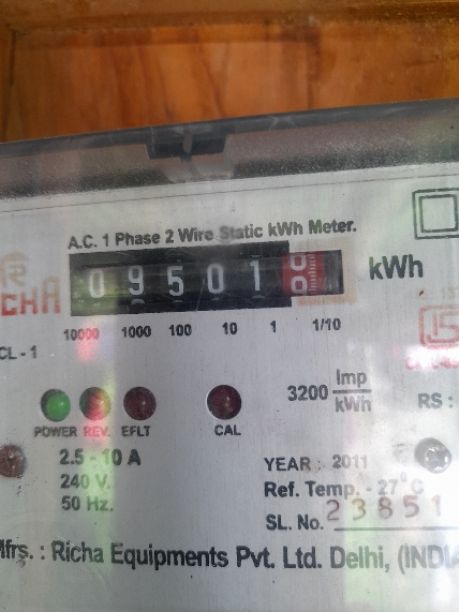 A.C. 1 Phase 2 Wire Static kWh Meter.
09501 kWh
RICHA
10000 1000 100 10 1 1/10
CL - 1
3200 Imp/kWh
RS :
POWER REV. EFLT CAL
2.5 - 10 A
240 V.
50 Hz.
YEAR : 2011
Ref. Temp. - 27°C
SL. No. 23851
Mfrs. : Richa Equipments Pvt. Ltd. Delhi, (INDIA